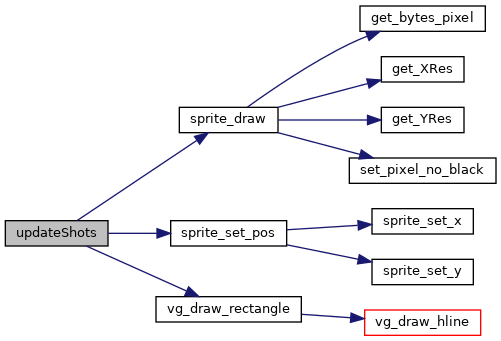 get_bytes_pixel
get_XRes
sprite_draw
get_YRes
set_pixel_no_black
updateShots
sprite_set_pos
sprite_set_x
sprite_set_y
vg_draw_rectangle
vg_draw_hline